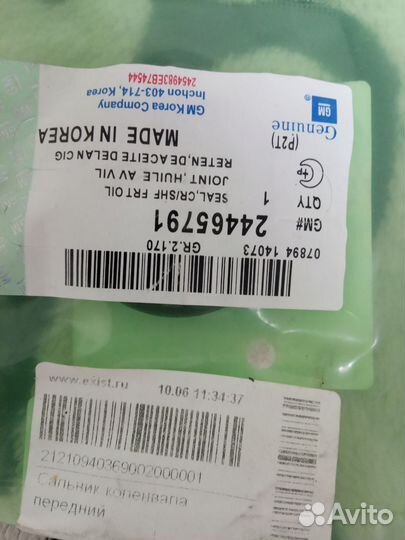 GM
Genuine
GM Korea Company
Inchon 403-714, Korea
2454983EB74544
(P2T)
MADE IN KOREA
QTY 1
SEAL,CR/SHF FRT OIL
JOINT,HUILE AV VIL
RETEN,DE ACEITE DELAN CIG
GM# 24465791
07894 14073
GR.2.170
www.exist.ru
10.06 11:34:37
21210940369002000001
Сальник коленвала
передний
Avito